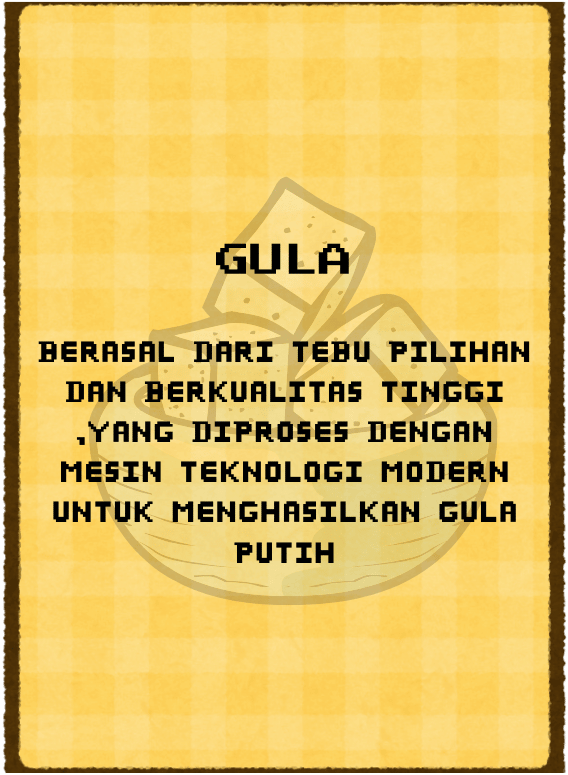 GULA
BERASAL DARI TEBU PILIHAN
DAN BERKUALITAS TINGGI
,YANG DIPROSES DENGAN
MESIN TEKNOLOGI MODERN
UNTUK MENGHASILKAN GULA
PUTIH